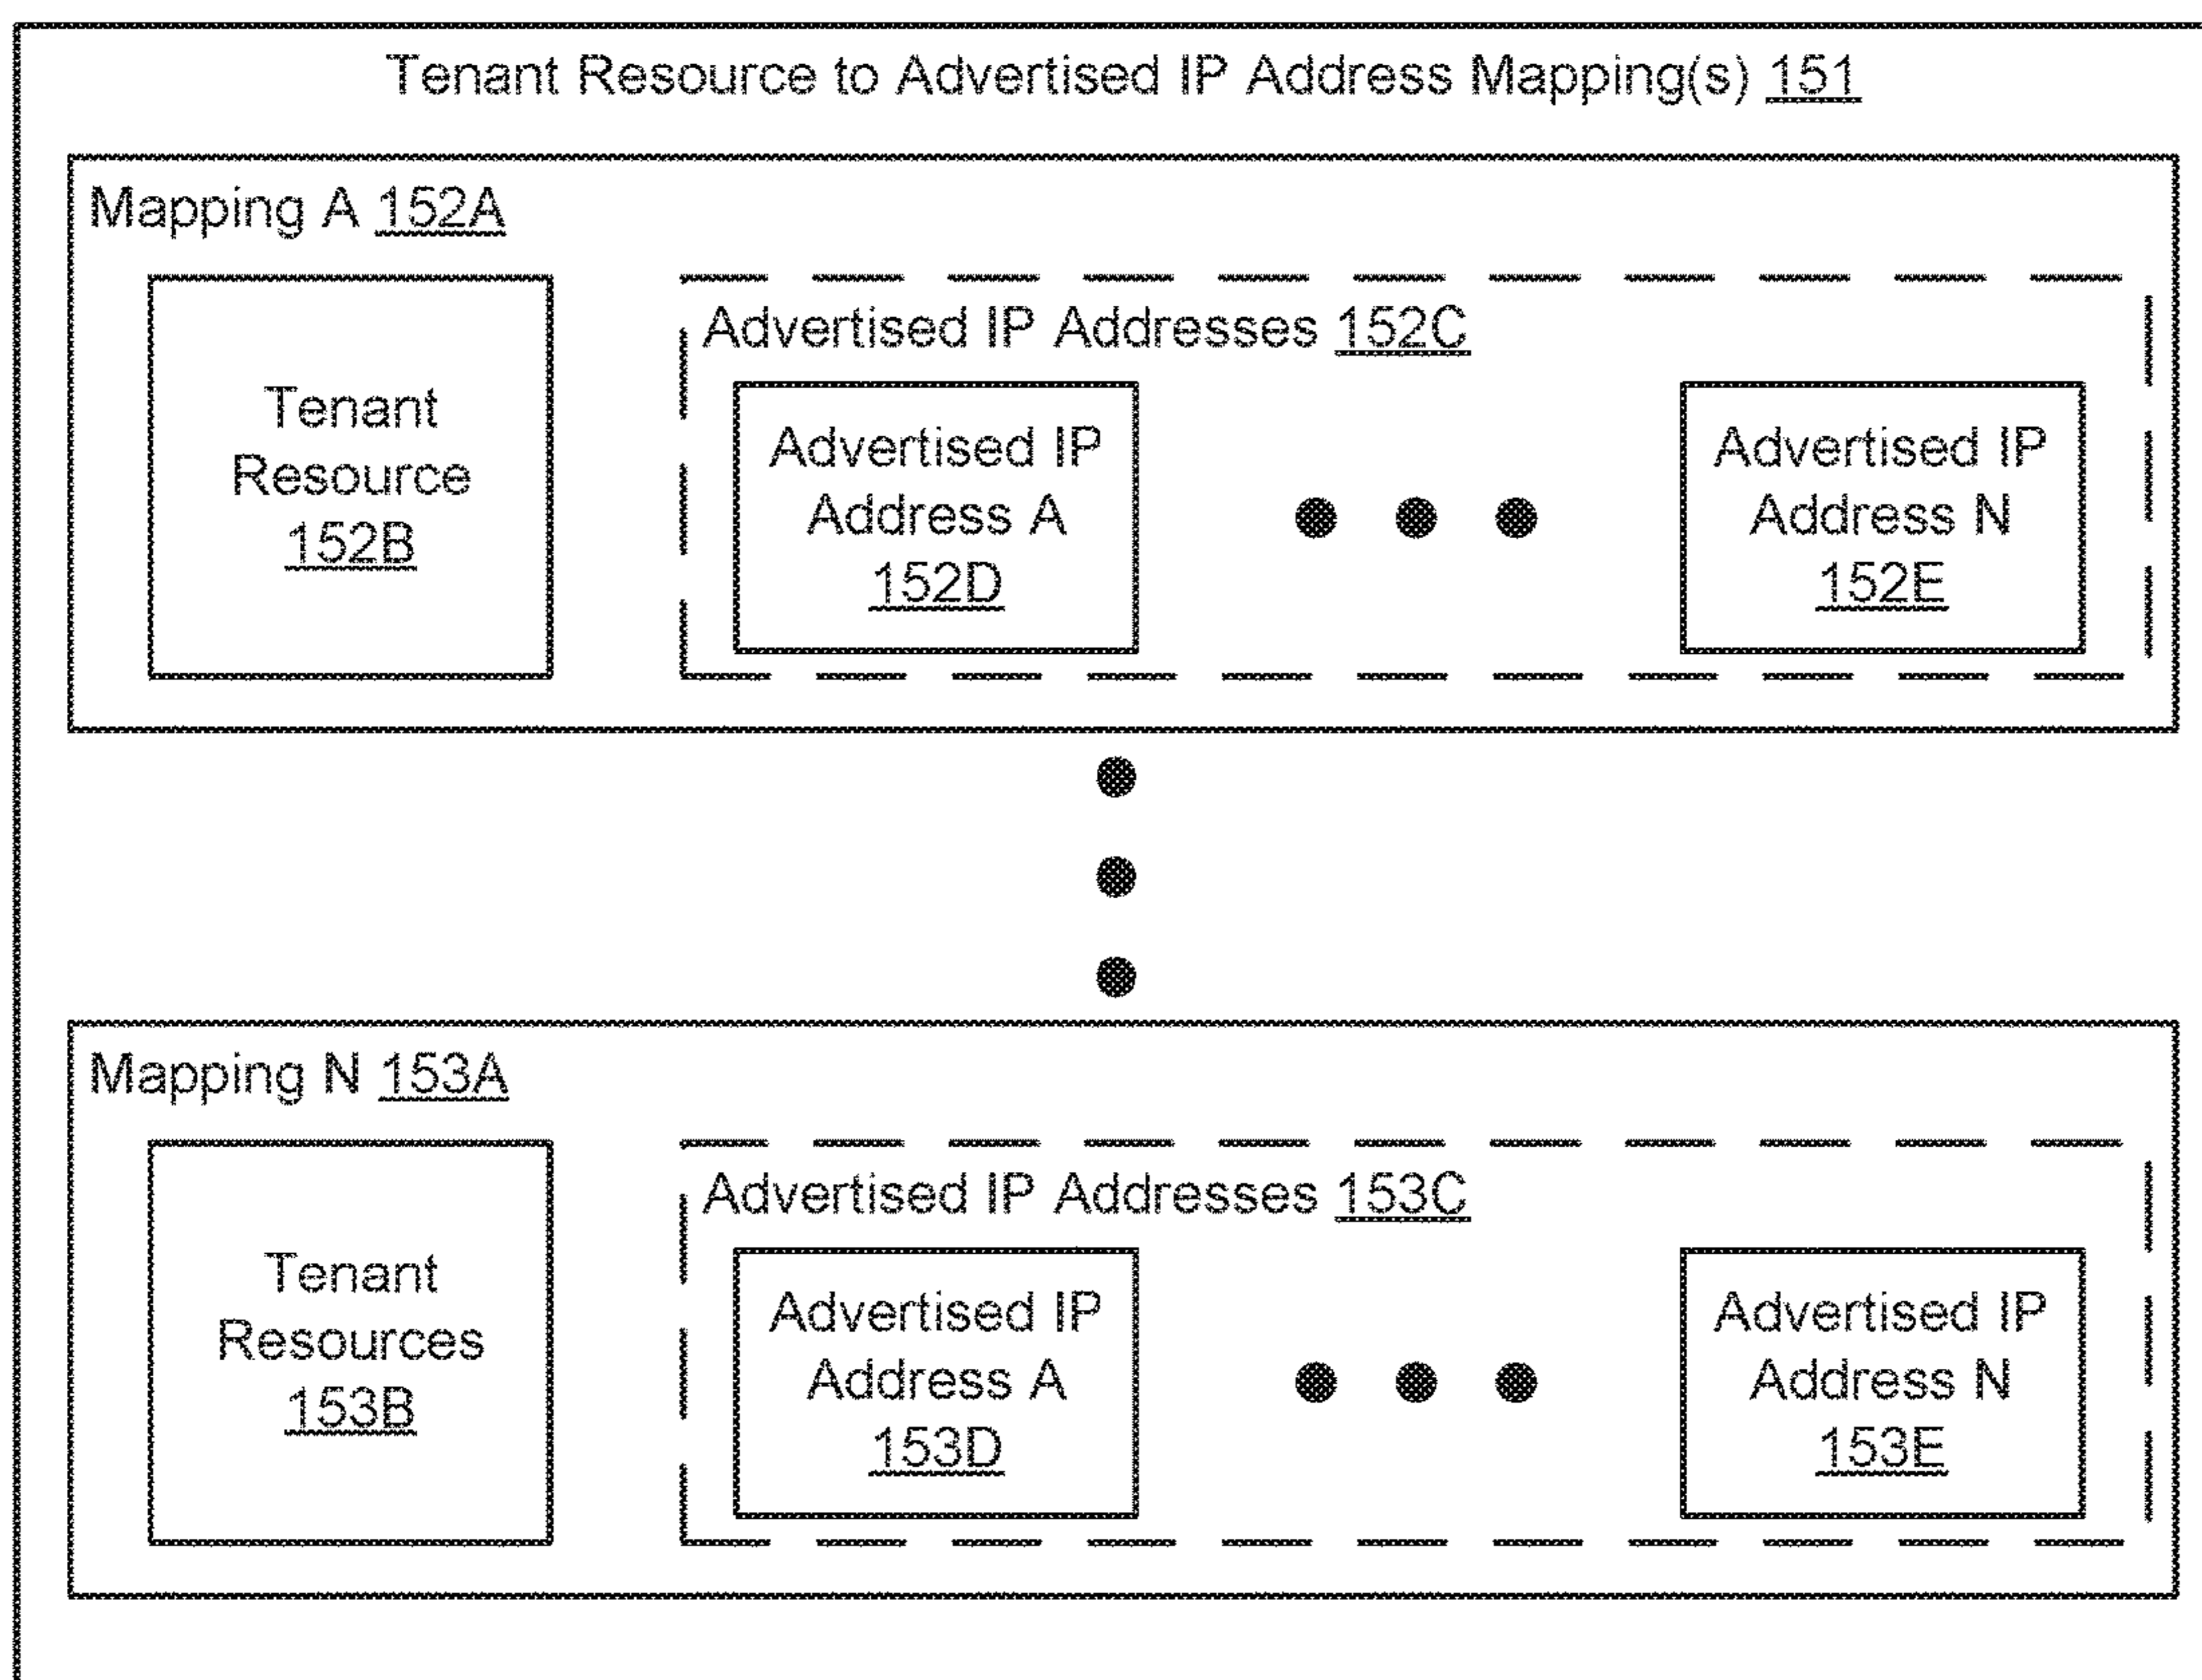 Tenant Resource to Advertised IP Address Mapping(s) 151
Mapping A 152A
Tenant
Resource
152B
Advertised IP Addresses 152C
Advertised IP
Address A
152D
Advertised IP
Address N
152E
Mapping N 153A
Tenant
Resources
153B
Advertised IP Addresses 153C
Advertised IP
Address A
153D
Advertised IP
Address N
153E